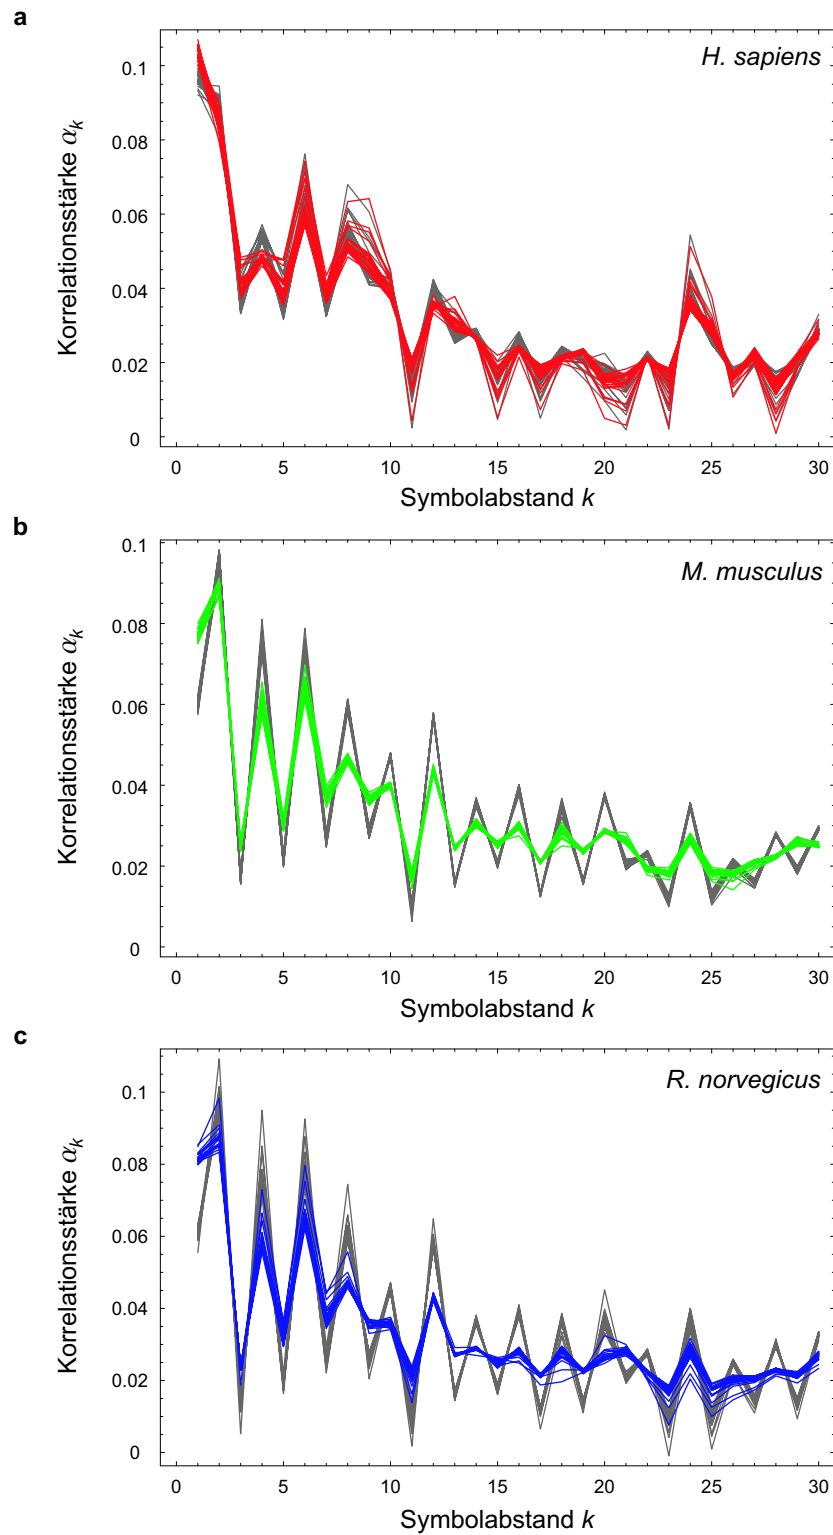 a
H. sapiens
Korrelationsstärke αk
0.1
0.08
0.06
0.04
0.02
0
0 5 10 15 20 25 30
Symbolabstand k
b
M. musculus
Korrelationsstärke αk
0.1
0.08
0.06
0.04
0.02
0
0 5 10 15 20 25 30
Symbolabstand k
c
R. norvegicus
Korrelationsstärke αk
0.1
0.08
0.06
0.04
0.02
0
0 5 10 15 20 25 30
Symbolabstand k